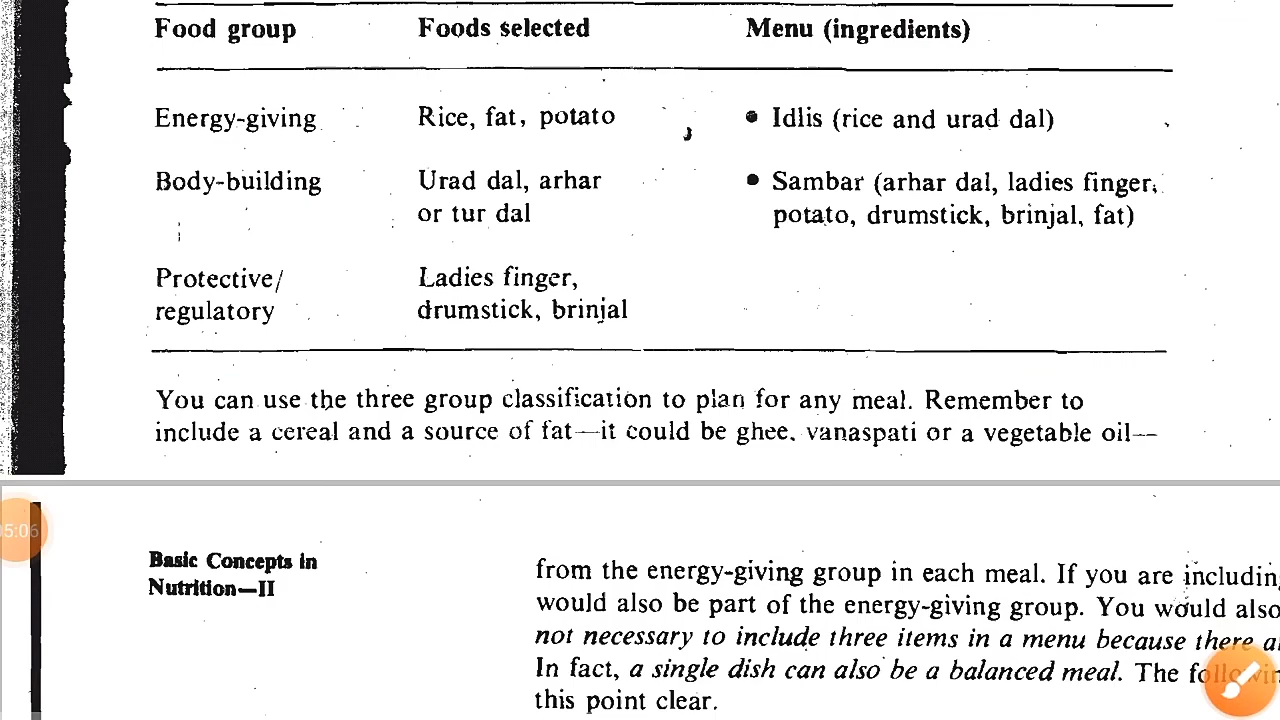 Food group Foods selected Menu (ingredients)
Energy-giving Rice, fat, potato • Idlis (rice and urad dal)
Body-building Urad dal, arhar • Sambar (arhar dal, ladies finger,
or tur dal potato, drumstick, brinjal, fat)
Protective/ Ladies finger,
regulatory drumstick, brinjal
You can use the three group classification to plan for any meal. Remember to
include a cereal and a source of fat—it could be ghee, vanaspati or a vegetable oil—
5:06
Basic Concepts in
Nutrition—II
from the energy-giving group in each meal. If you are includin
would also be part of the energy-giving group. You would also
not necessary to include three items in a menu because there
In fact, a single dish can also be a balanced meal. The
this point clear.